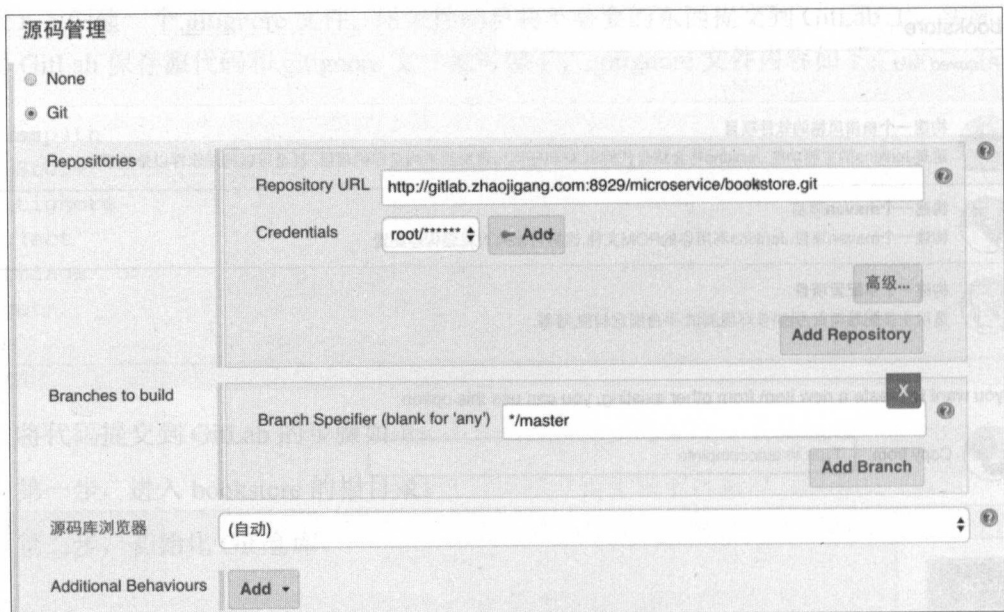 源码管理
None
Git
Repositories
Repository URL http://gitlab.zhaojigang.com:8929/microservice/bookstore.git
Credentials root/****** Add
高级...
Add Repository
Branches to build
X
Branch Specifier (blank for 'any') */master
Add Branch
源码库浏览器 (自动)
Additional Behaviours Add